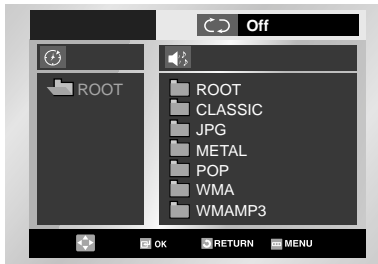 Off
ROOT
ROOT
CLASSIC
JPG
METAL
POP
WMA
WMAMP3
OK RETURN MENU